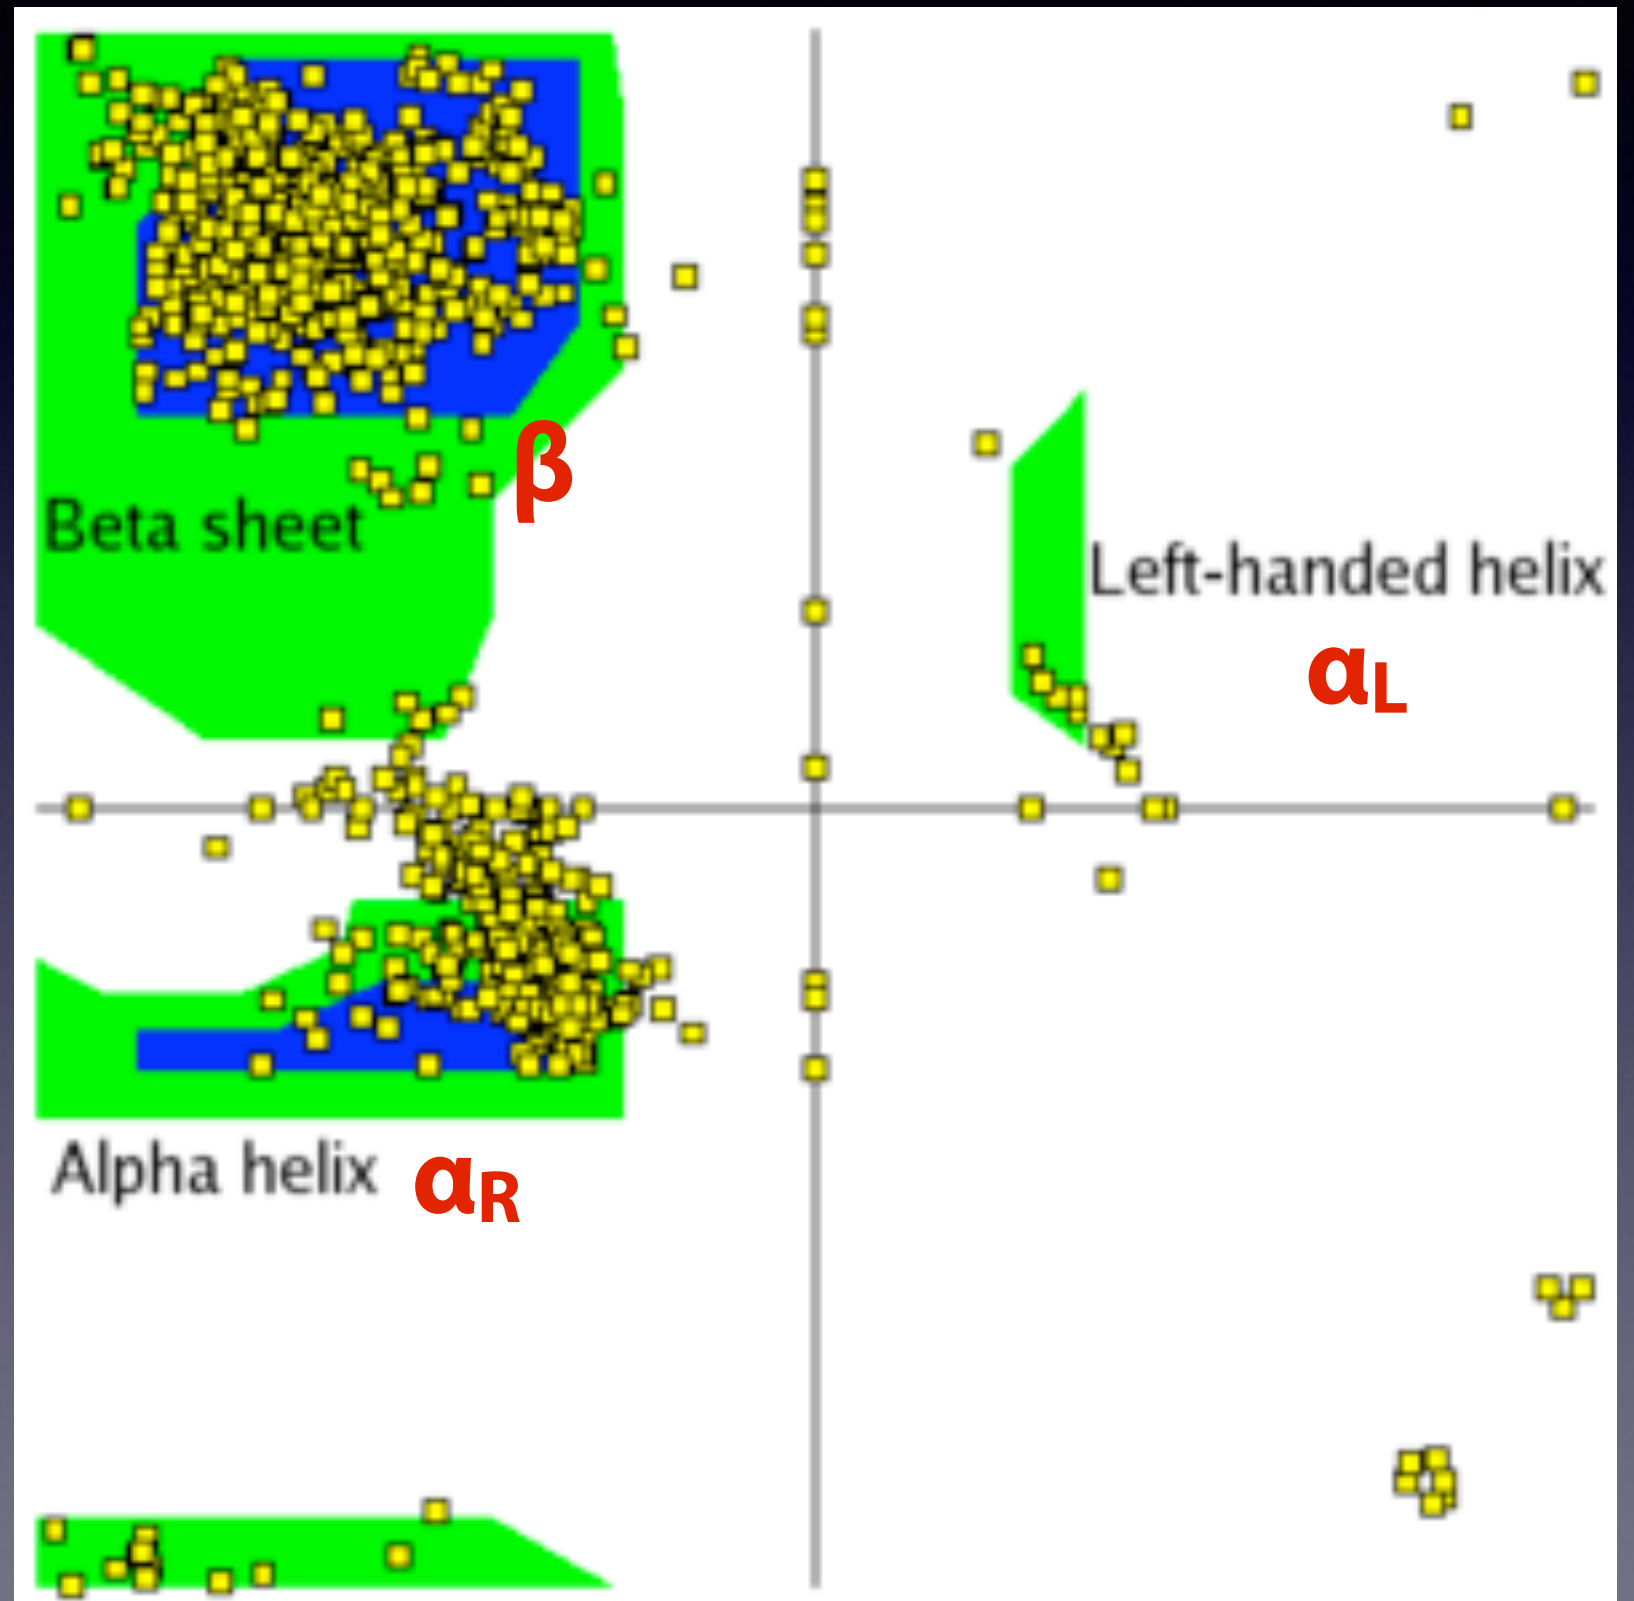 β
Beta sheet
Left-handed helix
αL
Alpha helix αR